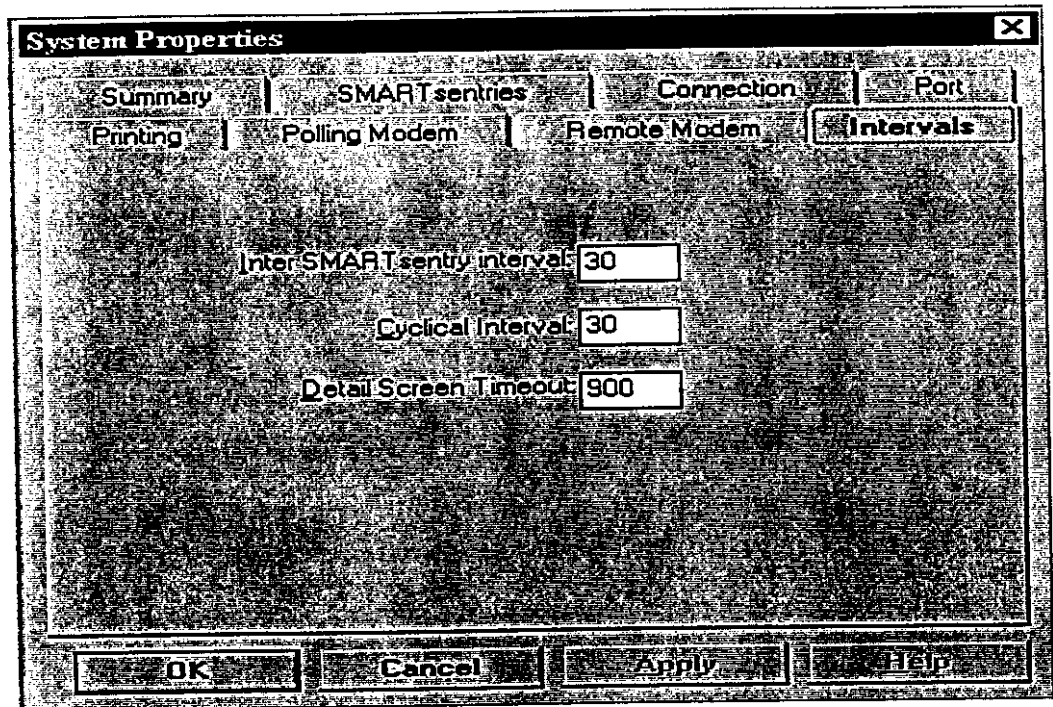 System Properties
Summary SMARTsentries Connection Port
Printing Polling Modem Remote Modem Intervals
Inter SMARTsentry interval: 30
Cyclical Interval: 30
Detail Screen Timeout: 900
OK Cancel Apply Help